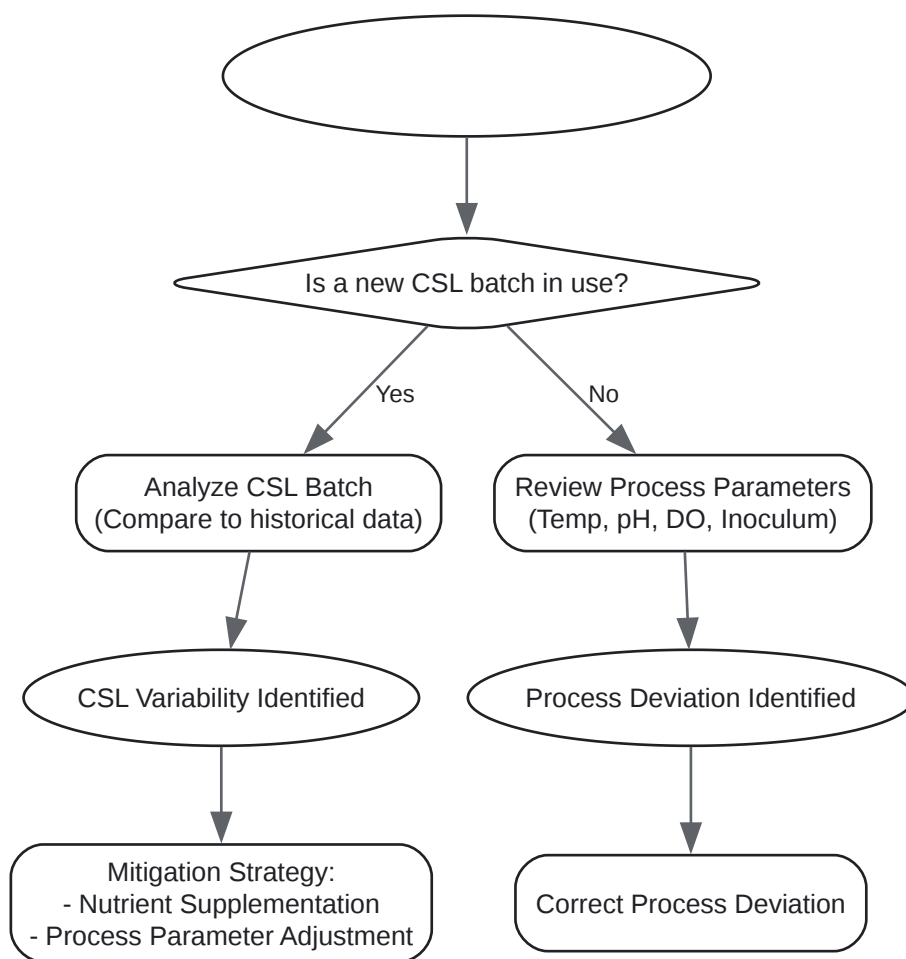 Is a new CSL batch in use?
Yes
No
Analyze CSL Batch
(Compare to historical data)
Review Process Parameters
(Temp, pH, DO, Inoculum)
CSL Variability Identified
Process Deviation Identified
Mitigation Strategy:
- Nutrient Supplementation
- Process Parameter Adjustment
Correct Process Deviation